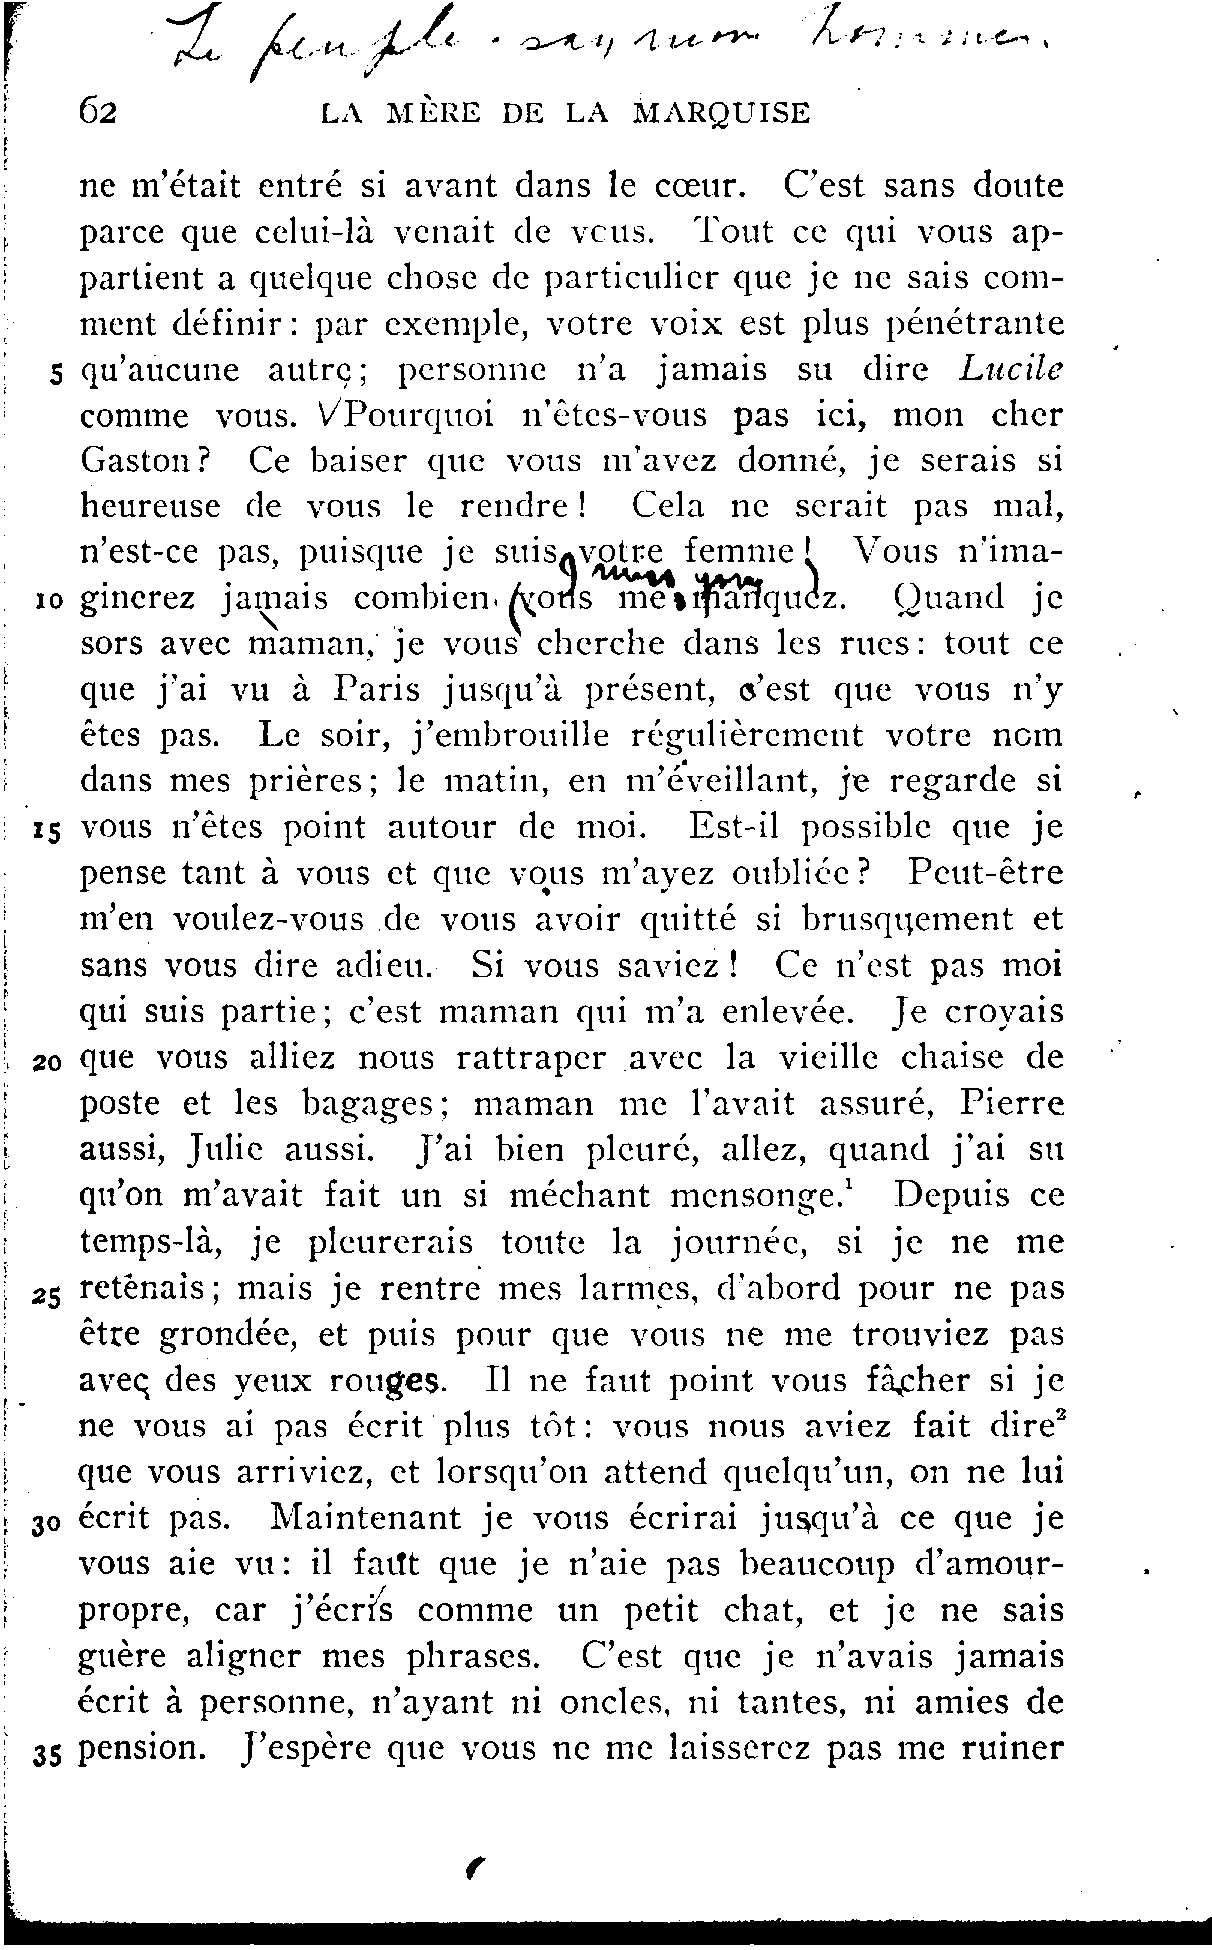 Le peuple
62 LA MÈRE DE LA MARQUISE
ne m'était entré si avant dans le cœur. C'est sans doute
parce que celui-là venait de vous. Tout ce qui vous ap-
partient a quelque chose de particulier que je ne sais com-
ment définir: par exemple, votre voix est plus pénétrante
5 qu'aucune autre; personne n'a jamais su dire Lucile
comme vous. Pourquoi n'êtes-vous pas ici, mon cher
Gaston? Ce baiser que vous m'avez donné, je serais si
heureuse de vous le rendre! Cela ne serait pas mal,
n'est-ce pas, puisque je suis votre femme! Vous n'ima-
10 ginerez jamais combien vous me manquez. Quand je
sors avec maman, je vous cherche dans les rues: tout ce
que j'ai vu à Paris jusqu'à présent, c'est que vous n'y
êtes pas. Le soir, j'embrouille régulièrement votre nom
dans mes prières; le matin, en m'éveillant, je regarde si
15 vous n'êtes point autour de moi. Est-il possible que je
pense tant à vous et que vous m'ayez oubliée? Peut-être
m'en voulez-vous de vous avoir quitté si brusquement et
sans vous dire adieu. Si vous saviez! Ce n'est pas moi
qui suis partie; c'est maman qui m'a enlevée. Je croyais
20 que vous alliez nous rattraper avec la vieille chaise de
poste et les bagages; maman me l'avait assuré, Pierre
aussi, Julie aussi. J'ai bien pleuré, allez, quand j'ai su
qu'on m'avait fait un si méchant mensonge.¹ Depuis ce
temps-là, je pleurerais toute la journée, si je ne me
25 retenais; mais je rentre mes larmes, d'abord pour ne pas
être grondée, et puis pour que vous ne me trouviez pas
avec des yeux rouges. Il ne faut point vous fâcher si je
ne vous ai pas écrit plus tôt: vous nous aviez fait dire²
que vous arriviez, et lorsqu'on attend quelqu'un, on ne lui
30 écrit pas. Maintenant je vous écrirai jusqu'à ce que je
vous aie vu: il faut que je n'aie pas beaucoup d'amour-
propre, car j'écris comme un petit chat, et je ne sais
guère aligner mes phrases. C'est que je n'avais jamais
écrit à personne, n'ayant ni oncles, ni tantes, ni amies de
35 pension. J'espère que vous ne me laisserez pas me ruiner